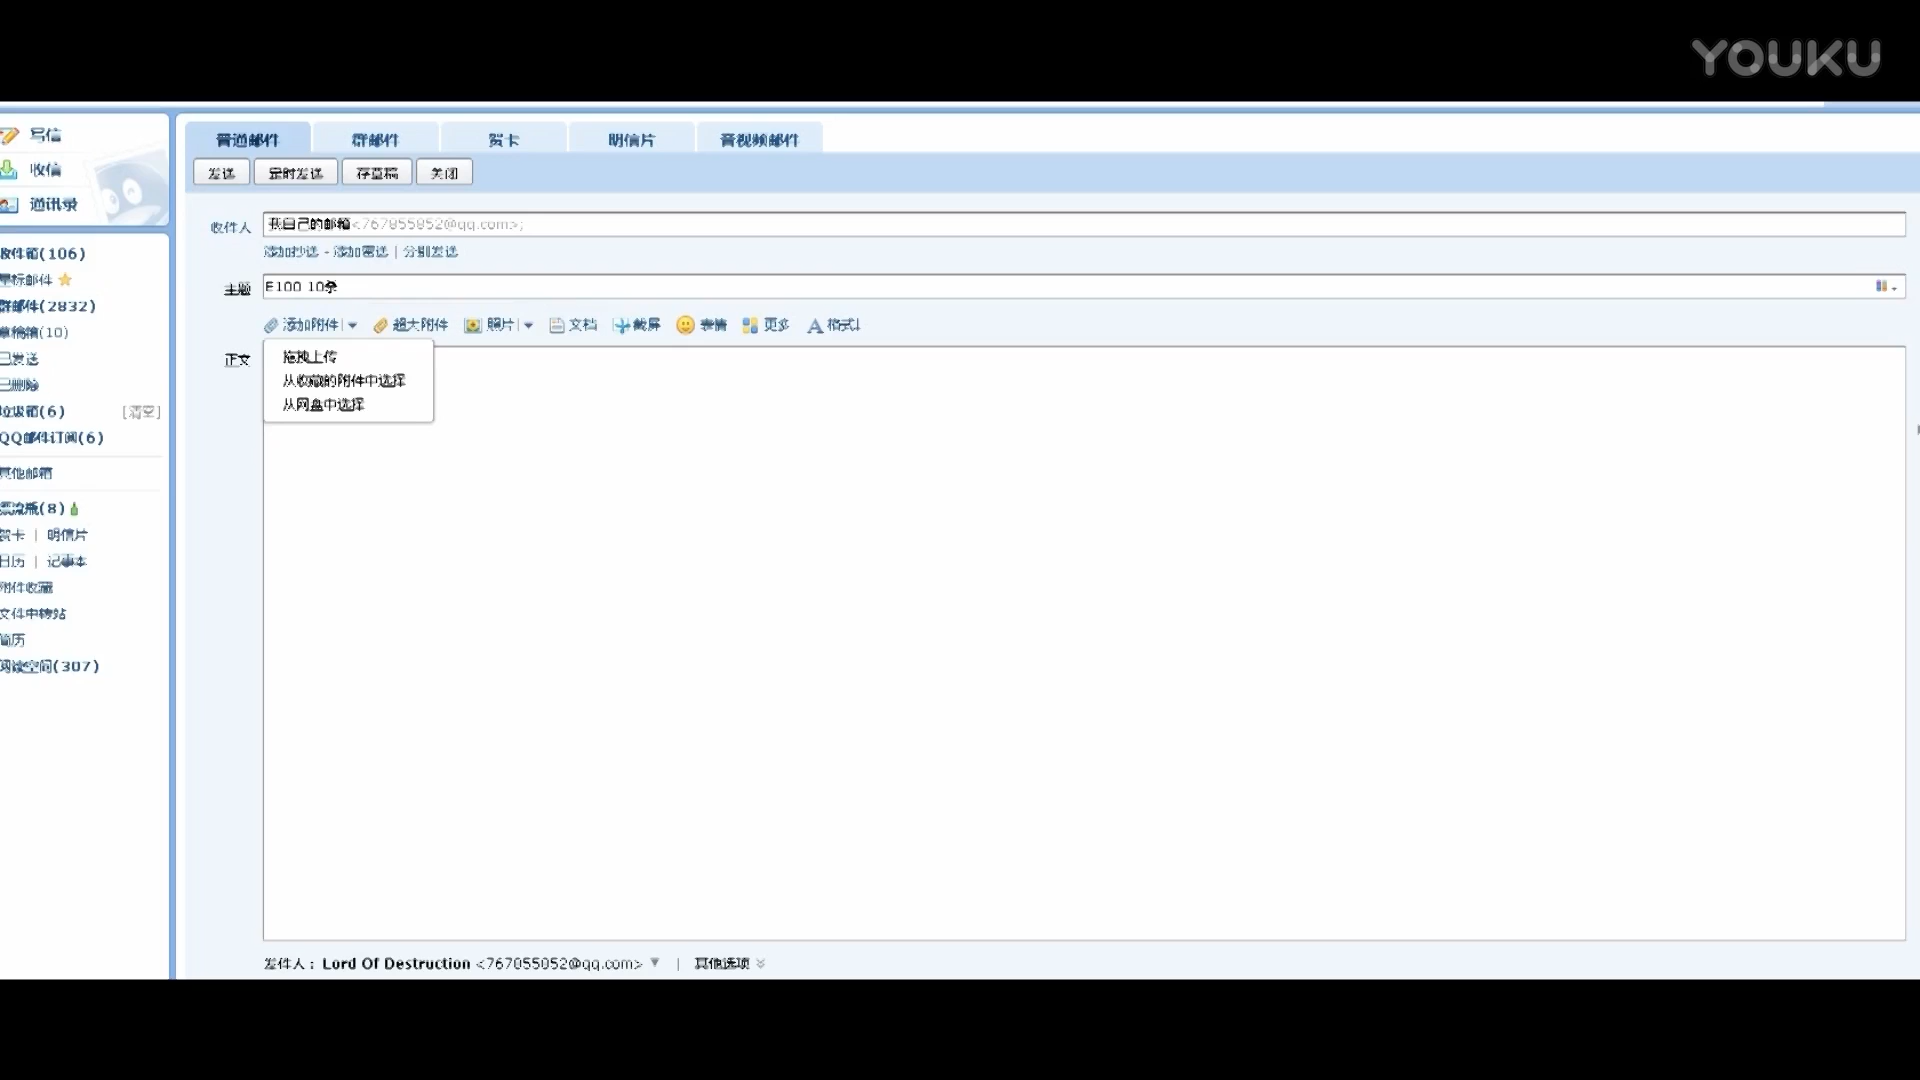 YOUKU
写信
收信
通讯录
收件箱(106)
星标邮件
群邮件(2832)
草稿箱(10)
已发送
已删除
垃圾箱(6) [清空]
QQ邮件订阅(6)
其他邮箱
漂流瓶(8)
贺卡 | 明信片
日历 | 记事本
附件收藏
文件中转站
简历
阅读空间(307)
普通邮件 群邮件 贺卡 明信片 音视频邮件
发送 定时发送 存草稿 关闭
收件人 我自己的邮箱
添加抄送 - 添加密送 | 分别发送
主题 E100 10条
添加附件 超大附件 照片 文档 截屏 表情 更多 格式↓
正文
拖拽上传
从收藏的附件中选择
从网盘中选择
发件人：Lord Of Destruction <767055052@qq.com> | 其他选项